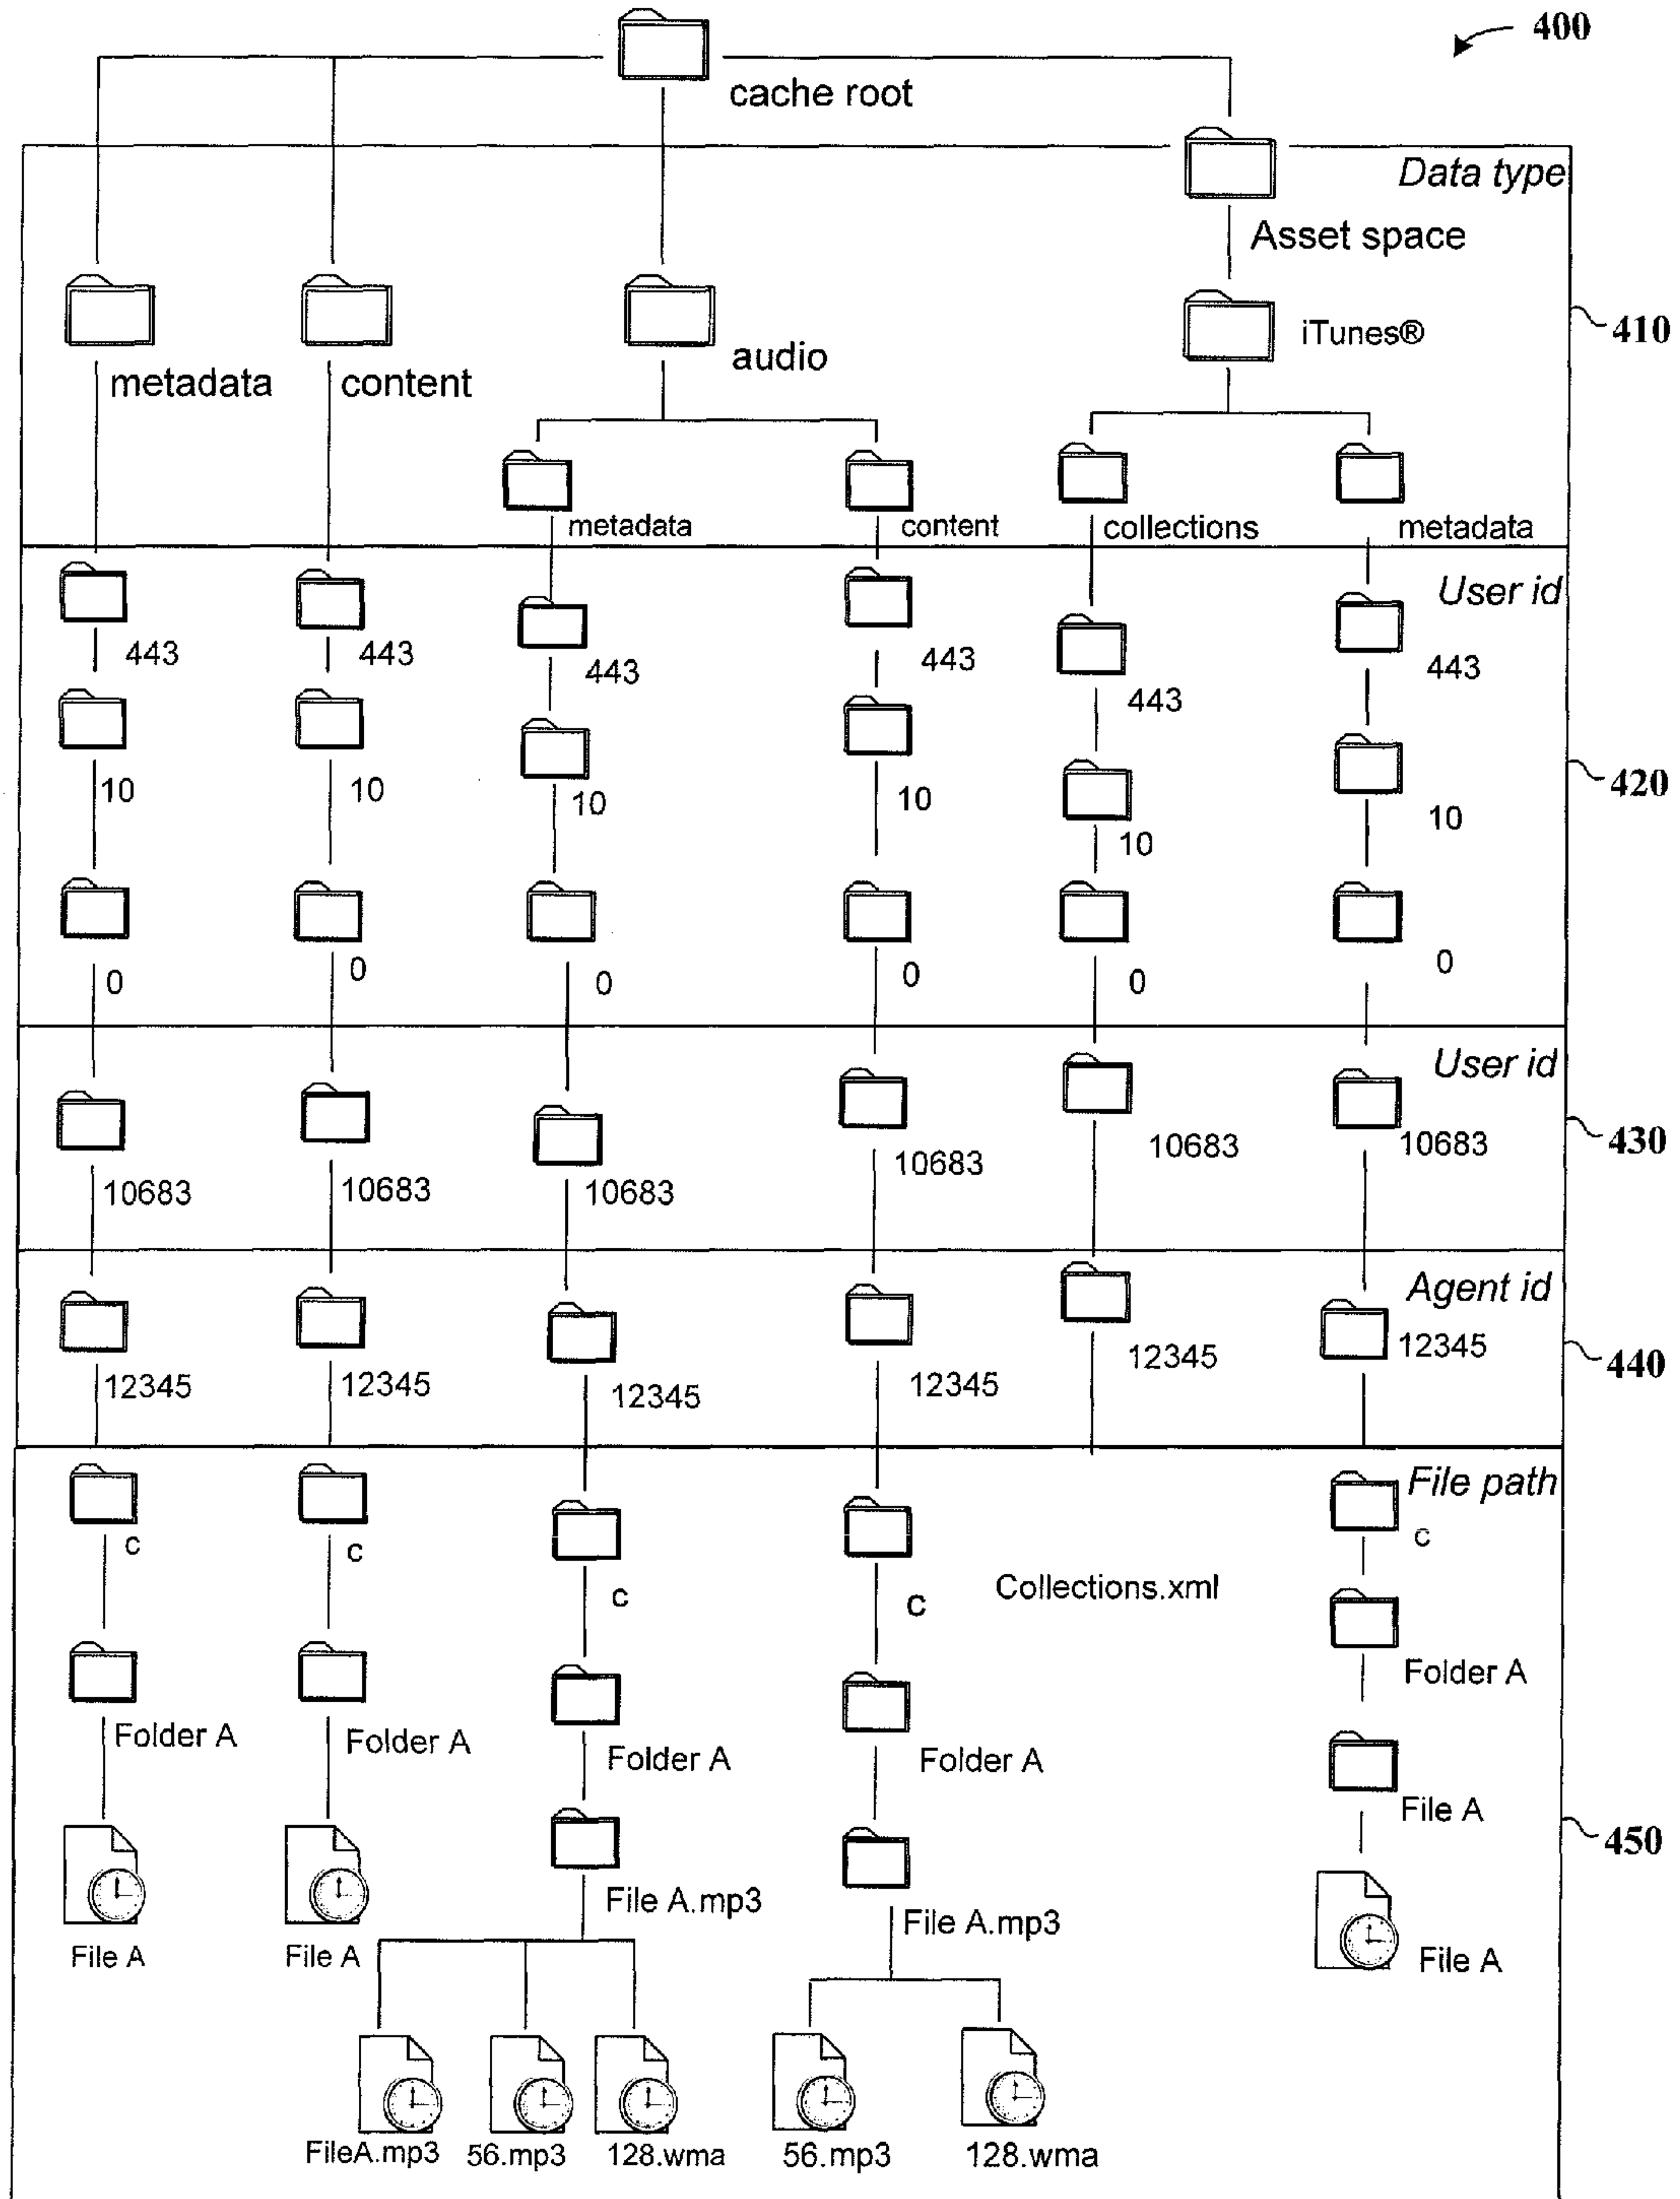 400
cache root
Data type
Asset space
iTunes®
410
audio
metadata
content
metadata
content
collections
metadata
User id
443
443
443
443
443
443
420
10
10
10
10
10
10
0
0
0
0
0
0
User id
10683
10683
10683
10683
10683
10683
430
Agent id
12345
12345
12345
12345
12345
12345
440
File path
c
c
c
c
c
Collections.xml
Folder A
Folder A
Folder A
Folder A
Folder A
File A
450
File A.mp3
File A.mp3
File A
File A
File A
FileA.mp3
56.mp3
128.wma
56.mp3
128.wma